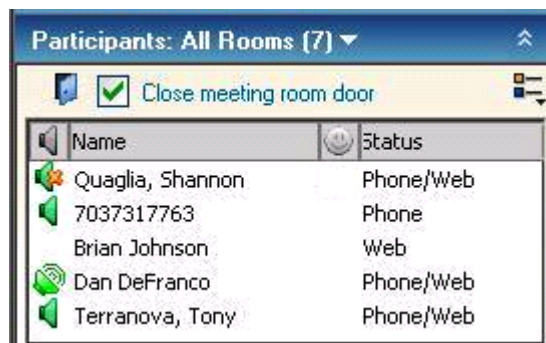 Participants: All Rooms (7)
Close meeting room door
Name Status
Quaglia, Shannon Phone/Web
7037317763 Phone
Brian Johnson Web
Dan DeFranco Phone/Web
Terranova, Tony Phone/Web